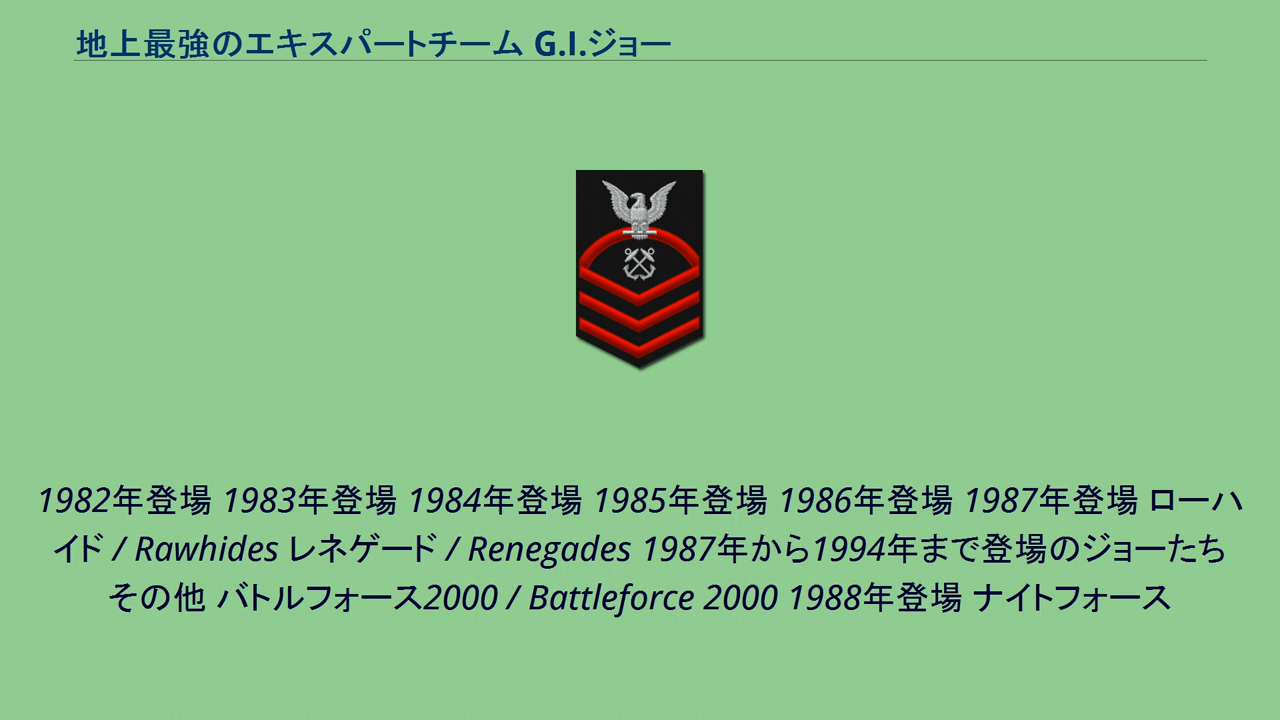 地上最強のエキスパートチーム G.I.ジョー
1982年登場 1983年登場 1984年登場 1985年登場 1986年登場 1987年登場 ローハ
イド / Rawhides レネゲード / Renegades 1987年から1994年まで登場のジョーたち
その他 バトルフォース2000 / Battleforce 2000 1988年登場 ナイトフォース